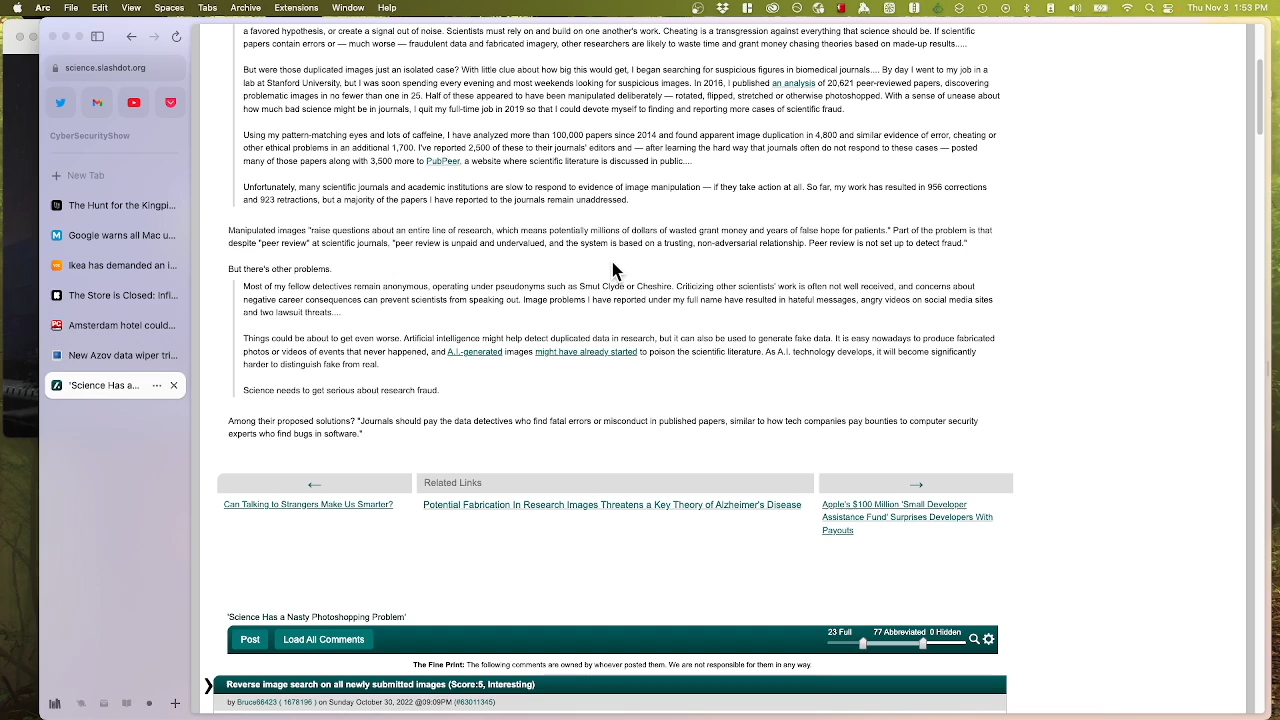 View Spaces Tabs Extensions Window Help
Thu Nov 3 1:53 PM
science.slashdot.org
CyberSecurityShow
New Tab
The Hunt for the Kingpi...
Google warns all Mac u...
Ikea has demanded an i...
The Store is Closed: Infi...
Amsterdam hotel could...
New Azov data wiper tri...
'Science Has a...
a favored hypothesis, or create a signal out of noise. Scientists must rely on and build on one another's work. Cheating is a transgression against everything that science should be. If scientific
papers contain errors or — much worse — fraudulent data and fabricated imagery, other researchers are likely to waste time and grant money chasing theories based on made-up results.....
But were those duplicated images just an isolated case? With little clue about how big this would get, I began searching for suspicious figures in biomedical journals.... By day I went to my job in a
lab at Stanford University, but I was soon spending every evening and most weekends looking for suspicious images. In 2016, I published an analysis of 20,621 peer-reviewed papers, discovering
problematic images in no fewer than one in 25. Half of these appeared to have been manipulated deliberately — rotated, flipped, stretched or otherwise photoshopped. With a sense of unease about
how much bad science might be in journals, I quit my full-time job in 2019 so that I could devote myself to finding and reporting more cases of scientific fraud.
Using my pattern-matching eyes and lots of caffeine, I have analyzed more than 100,000 papers since 2014 and found apparent image duplication in 4,800 and similar evidence of error, cheating or
other ethical problems in an additional 1,700. I've reported 2,500 of these to their journals' editors and — after learning the hard way that journals often do not respond to these cases — posted
many of those papers along with 3,500 more to PubPeer, a website where scientific literature is discussed in public....
Unfortunately, many scientific journals and academic institutions are slow to respond to evidence of image manipulation — if they take action at all. So far, my work has resulted in 956 corrections
and 923 retractions, but a majority of the papers I have reported to the journals remain unaddressed.
Manipulated images "raise questions about an entire line of research, which means potentially millions of dollars of wasted grant money and years of false hope for patients." Part of the problem is that
despite "peer review" at scientific journals, "peer review is unpaid and undervalued, and the system is based on a trusting, non-adversarial relationship. Peer review is not set up to detect fraud."
But there's other problems.
Most of my fellow detectives remain anonymous, operating under pseudonyms such as Smut Clyde or Cheshire. Criticizing other scientists' work is often not well received, and concerns about
negative career consequences can prevent scientists from speaking out. Image problems I have reported under my full name have resulted in hateful messages, angry videos on social media sites
and two lawsuit threats....
Things could be about to get even worse. Artificial intelligence might help detect duplicated data in research, but it can also be used to generate fake data. It is easy nowadays to produce fabricated
photos or videos of events that never happened, and A.I.-generated images might have already started to poison the scientific literature. As A.I. technology develops, it will become significantly
harder to distinguish fake from real.
Science needs to get serious about research fraud.
Among their proposed solutions? "Journals should pay the data detectives who find fatal errors or misconduct in published papers, similar to how tech companies pay bounties to computer security
experts who find bugs in software."
← Related Links →
Can Talking to Strangers Make Us Smarter?
Potential Fabrication In Research Images Threatens a Key Theory of Alzheimer's Disease
Apple's $100 Million 'Small Developer
Assistance Fund' Surprises Developers With
Payouts
'Science Has a Nasty Photoshopping Problem'
Post Load All Comments 23 Full 77 Abbreviated 0 Hidden
The Fine Print: The following comments are owned by whoever posted them. We are not responsible for them in any way.
Reverse image search on all newly submitted images (Score:5, Interesting)
by Bruce66423 ( 1678196 ) on Sunday October 30, 2022 @09:09PM (#63011345)